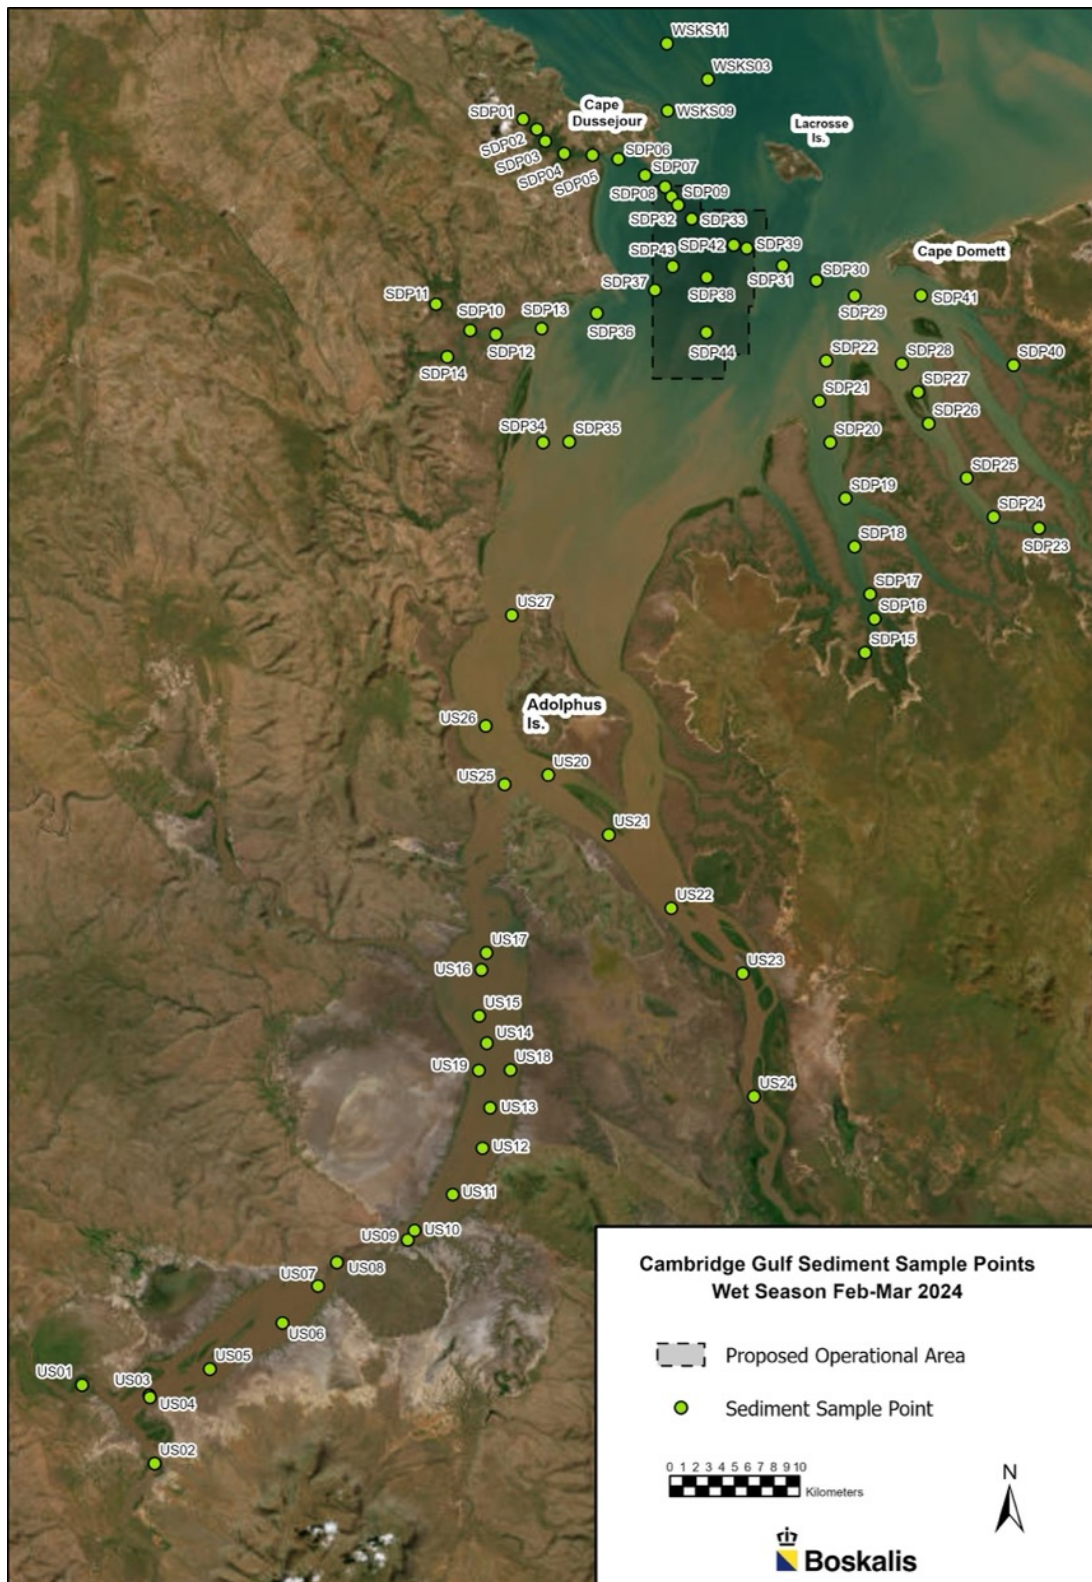 WSKS11
WSKS03
WSKS09
Cape
Dussejour
Lacrosse
Is.
SDP01
SDP02
SDP03
SDP04
SDP05
SDP06
SDP07
SDP08
SDP09
SDP32
SDP33
SDP43
SDP42
SDP39
Cape Domett
SDP37
SDP38
SDP31
SDP30
SDP41
SDP29
SDP11
SDP10
SDP13
SDP36
SDP12
SDP14
SDP44
SDP22
SDP28
SDP40
SDP21
SDP27
SDP26
SDP34
SDP35
SDP20
SDP25
SDP19
SDP24
SDP23
SDP18
SDP17
SDP16
SDP15
US27
Adolphus
Is.
US26
US20
US25
US21
US22
US17
US16
US23
US15
US14
US19
US18
US24
US13
US12
US11
US10
US09
US08
US07
US06
US05
US01
US03
US04
US02
Cambridge Gulf Sediment Sample Points
Wet Season Feb-Mar 2024
Proposed Operational Area
Sediment Sample Point
0 1 2 3 4 5 6 7 8 9 10
Kilometers
N
Boskalis